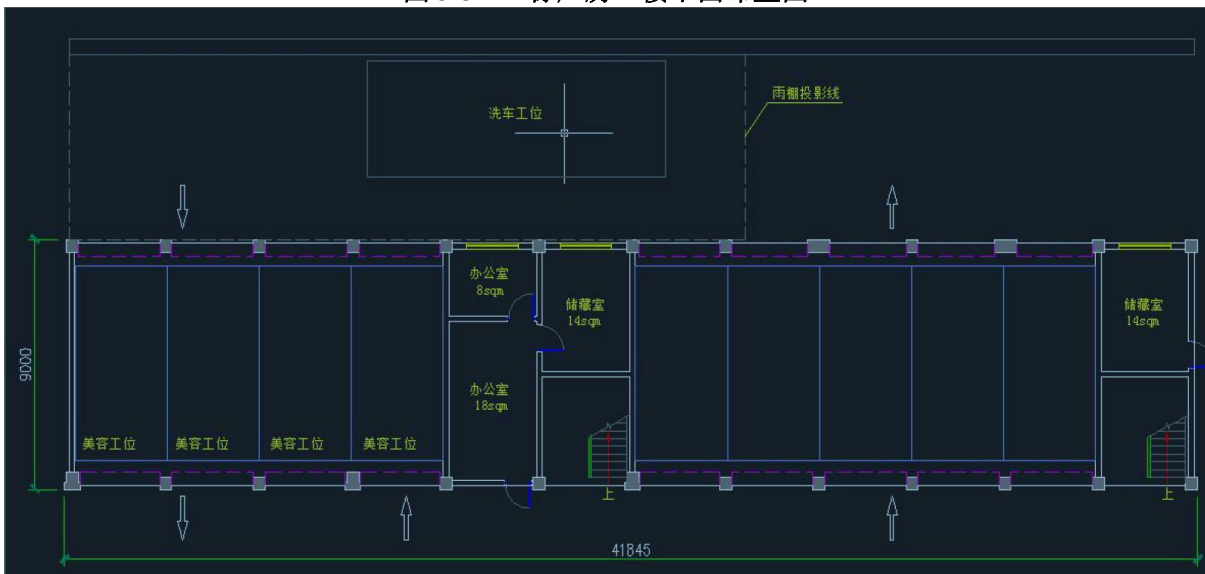 洗车工位
雨棚投影线
办公室
8sqm
储藏室
14sqm
储藏室
14sqm
9000
办公室
18sqm
美容工位
美容工位
美容工位
美容工位
上
上
41845